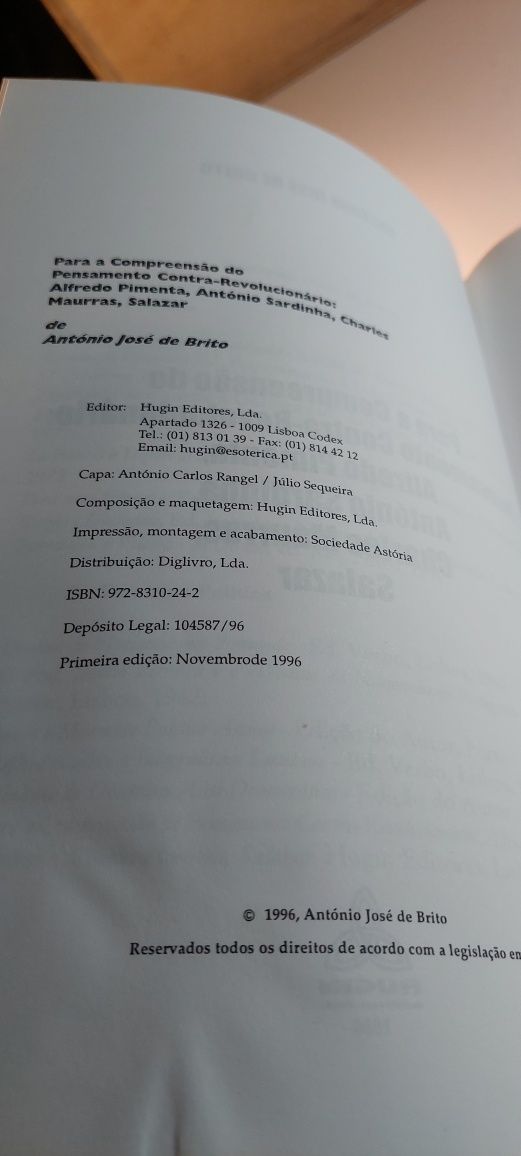 Para a Compreensão do
Pensamento Contra-Revolucionário:
Alfredo Pimenta, António Sardinha, Charles
Maurras, Salazar
de
António José de Brito
Editor: Hugin Editores, Lda.
Apartado 1326 - 1009 Lisboa Codex
Tel.: (01) 813 01 39 - Fax: (01) 814 42 12
Email: hugin@esoterica.pt
Capa: António Carlos Rangel / Júlio Sequeira
Composição e maquetagem: Hugin Editores, Lda.
Impressão, montagem e acabamento: Sociedade Astória
Distribuição: Diglivro, Lda.
ISBN: 972-8310-24-2
Depósito Legal: 104587/96
Primeira edição: Novembrode 1996
© 1996, António José de Brito
Reservados todos os direitos de acordo com a legislação em